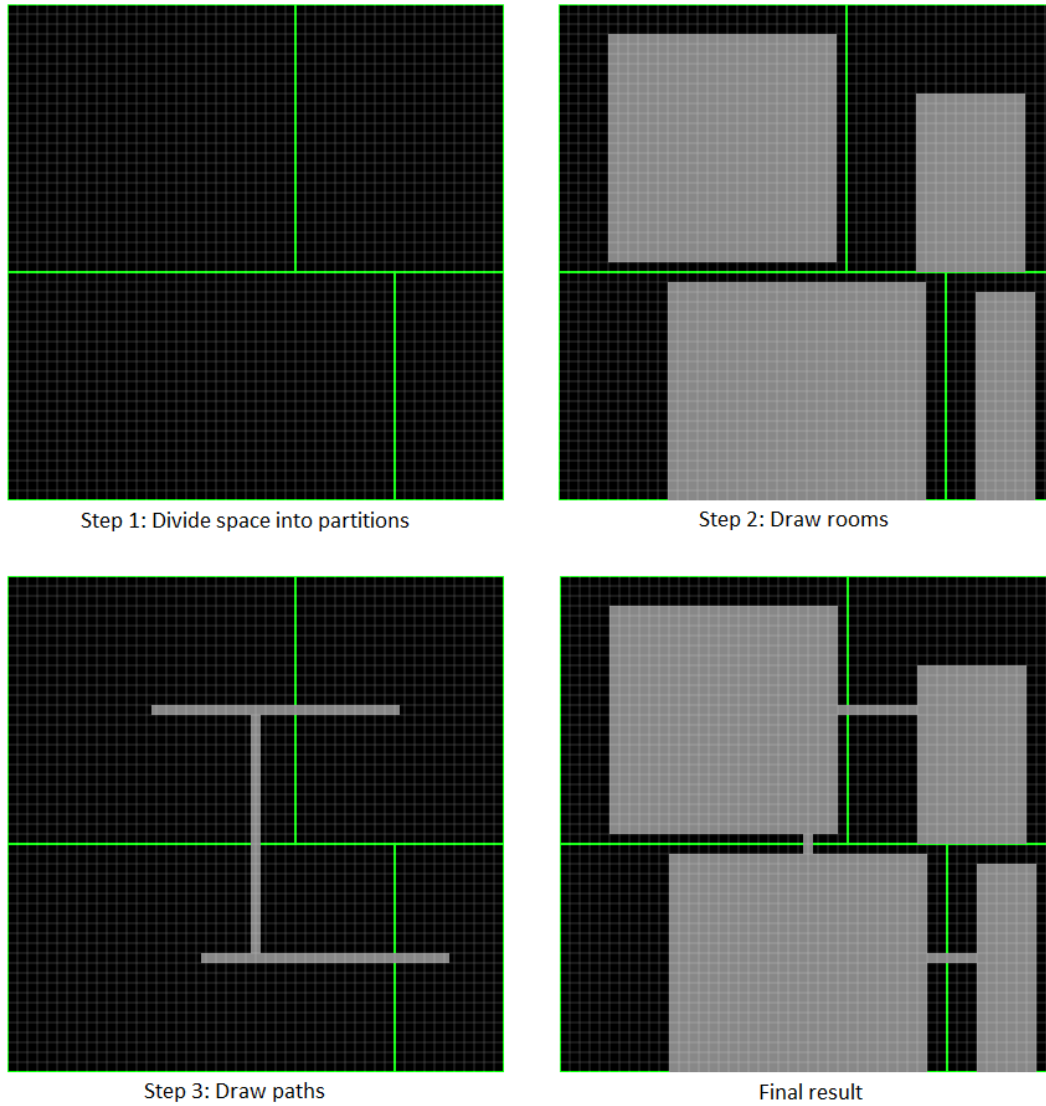 Step 1: Divide space into partitions
Step 2: Draw rooms
Step 3: Draw paths
Final result